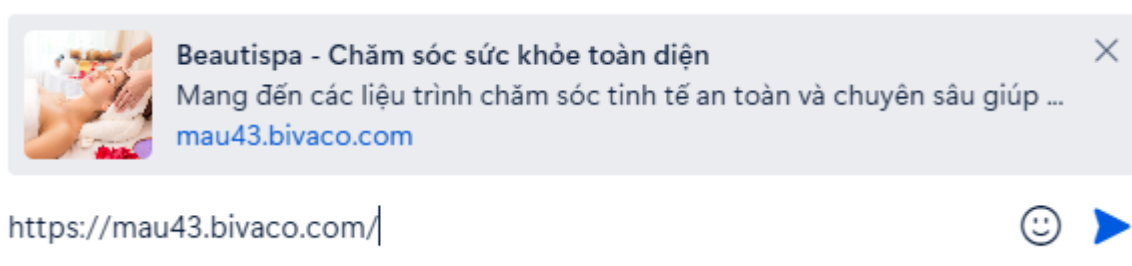 Beautispa - Chăm sóc sức khỏe toàn diện
Mang đến các liệu trình chăm sóc tinh tế an toàn và chuyên sâu giúp ...
mau43.bivaco.com
https://mau43.bivaco.com/